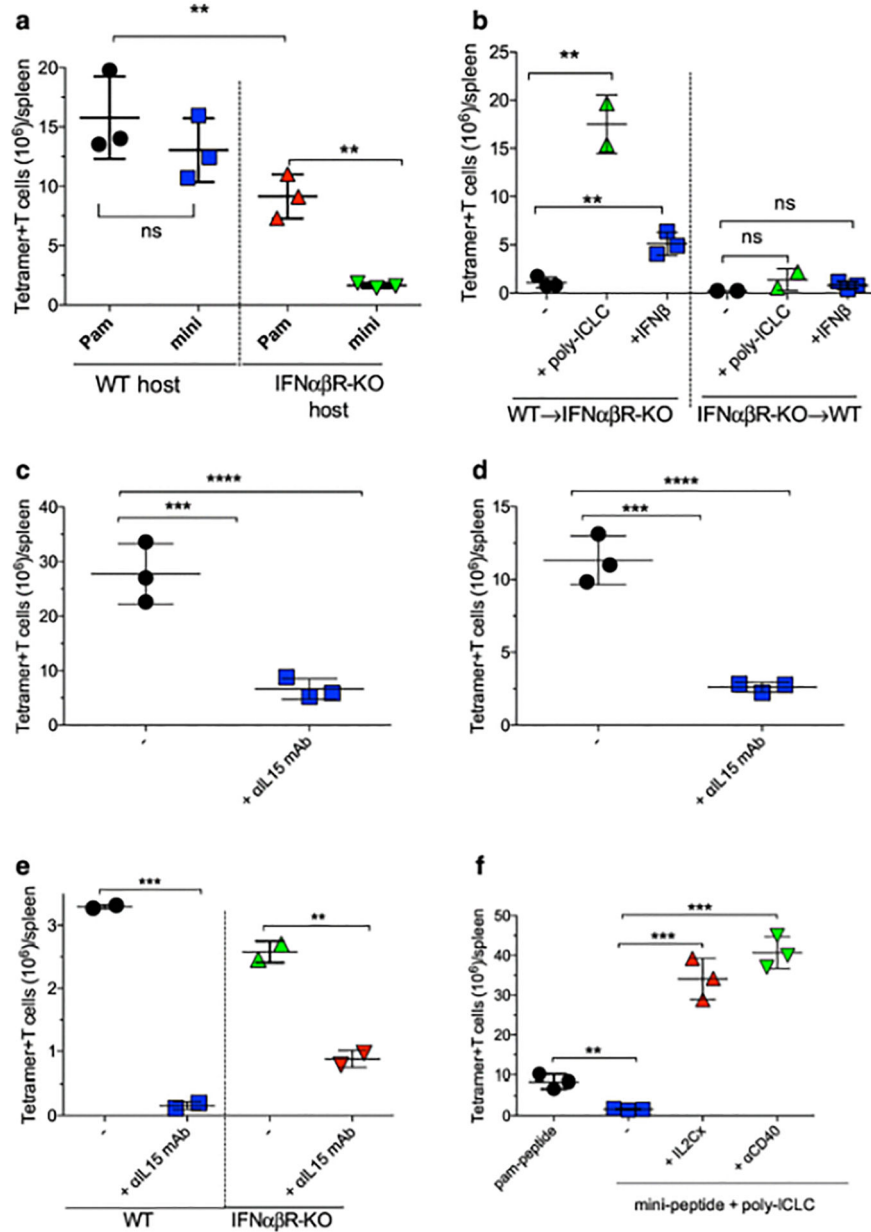 a
**
Tetramer+T cells (10⁶)/spleen
20
15
10
5
0
ns
**
Pam
mini
Pam
mini
WT host
IFNαβR-KO
host
b
Tetramer+T cells (10⁶)/spleen
25
20
15
10
5
0
**
**
ns
ns
-
+ poly-ICLC
+IFNβ
-
+ poly-ICLC
+IFNβ
WT→IFNαβR-KO
IFNαβR-KO→WT
c
Tetramer+T cells (10⁶)/spleen
40
30
20
10
0
****
***
-
+ αIL15 mAb
d
Tetramer+T cells (10⁶)/spleen
15
10
5
0
****
***
-
+ αIL15 mAb
e
Tetramer+T cells (10⁶)/spleen
3
2
1
0
***
**
-
+ αIL15 mAb
-
+ αIL15 mAb
WT
IFNαβR-KO
f
Tetramer+T cells (10⁶)/spleen
50
40
30
20
10
0
***
***
**
pam-peptide
-
+ IL2Cx
+ αCD40
mini-peptide + poly-ICLC